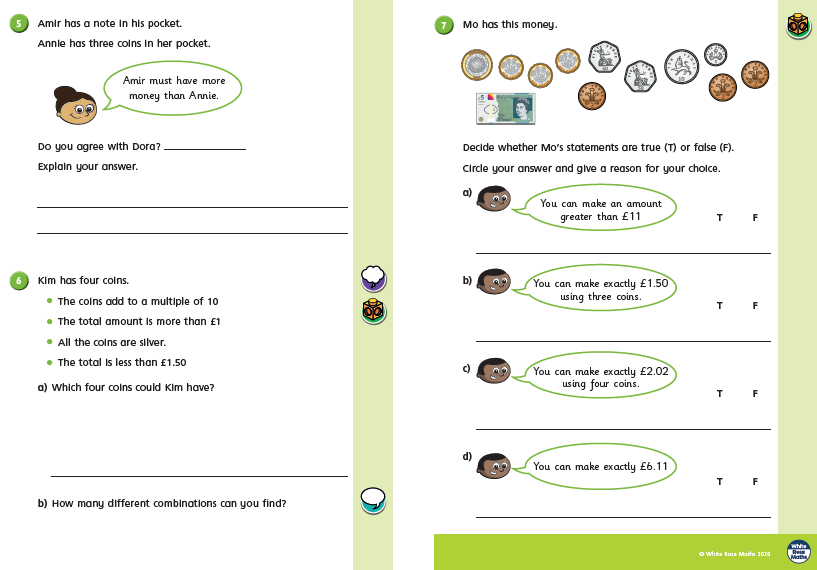 5 Amir has a note in his pocket.
Annie has three coins in her pocket.
Amir must have more
money than Annie.
Do you agree with Dora?
Explain your answer.
6 Kim has four coins.
• The coins add to a multiple of 10
• The total amount is more than £1
• All the coins are silver.
• The total is less than £1.50
a) Which four coins could Kim have?
b) How many different combinations can you find?
7 Mo has this money.
Decide whether Mo’s statements are true (T) or false (F).
Circle your answer and give a reason for your choice.
a) You can make an amount
greater than £11
T F
b) You can make exactly £1.50
using three coins.
T F
c) You can make exactly £2.02
using four coins.
T F
d) You can make exactly £6.11
T F
© White Rose Maths 2020
White
Rose
Maths